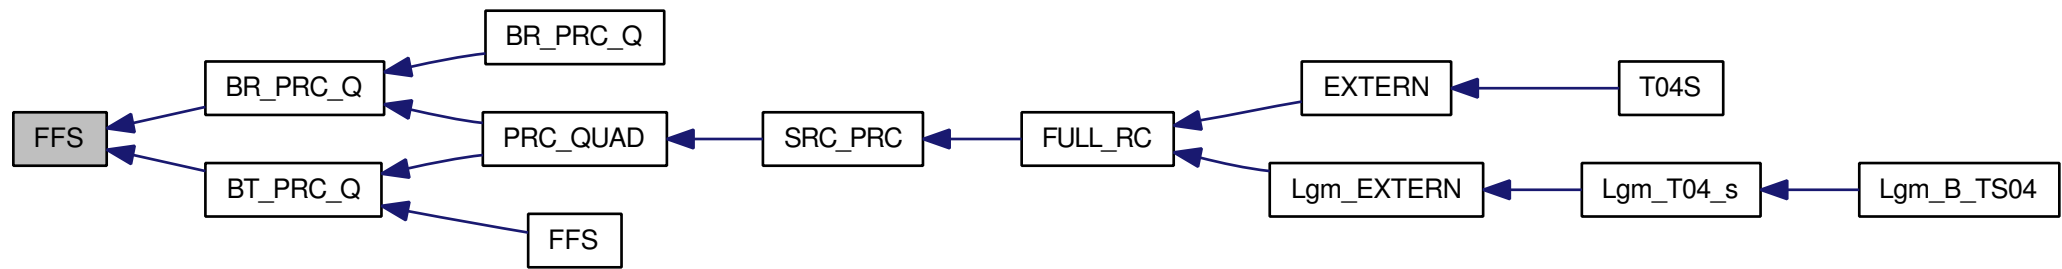 FFS
BR_PRC_Q
BT_PRC_Q
BR_PRC_Q
PRC_QUAD
FFS
SRC_PRC
FULL_RC
EXTERN
Lgm_EXTERN
T04S
Lgm_T04_s
Lgm_B_TS04